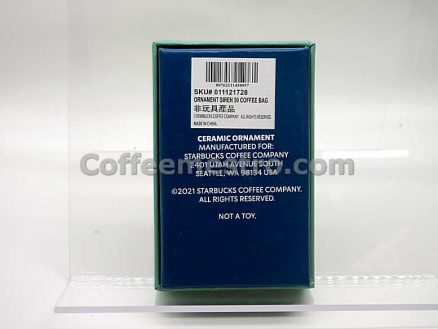 SKU# 011121728
ORNAMENT SIREN 50 COFFEE BAG
非玩具產品
©STARBUCKS COFFEE COMPANY. ALL RIGHTS RESERVED.
MADE IN CHINA.
CERAMIC ORNAMENT
MANUFACTURED FOR:
STARBUCKS COFFEE COMPANY
2401 UTAH AVENUE SOUTH
SEATTLE, WA 98134 USA
©2021 STARBUCKS COFFEE COMPANY.
ALL RIGHTS RESERVED.
NOT A TOY.